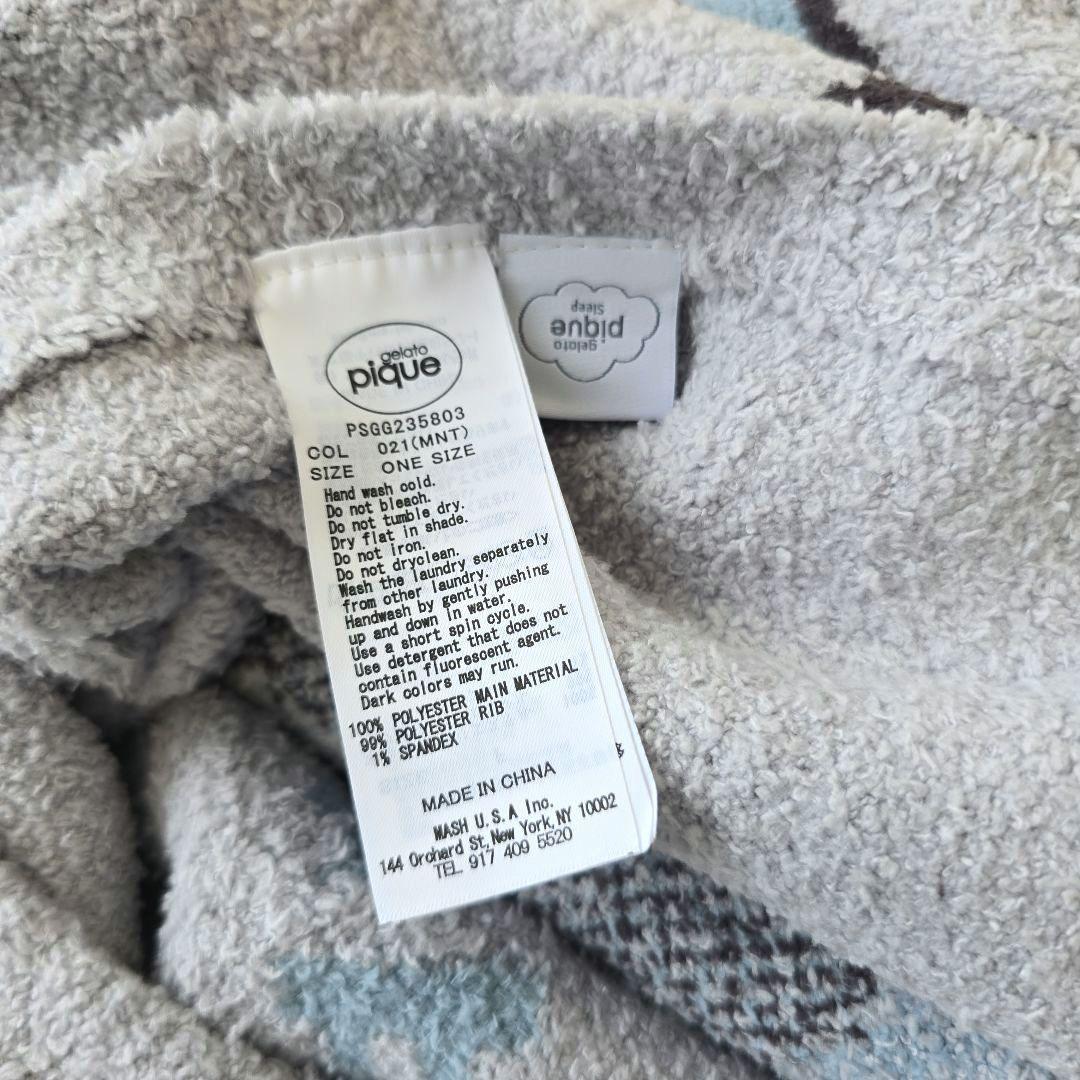 gelato
pique
PSGG235803
COL 021(MNT)
SIZE ONE SIZE
Hand wash cold.
Do not bleach.
Do not tumble dry.
Dry flat in shade.
Do not iron.
Do not dryclean.
Wash the laundry separately
from other laundry.
Handwash by gently pushing
up and down in water.
Use a short spin cycle.
Use detergent that does not
contain fluorescent agent.
Dark colors may run.
100% POLYESTER MAIN MATERIAL
99% POLYESTER RIB
1% SPANDEX
MADE IN CHINA
MASH U.S.A Inc.
144 Orchard St,New York,NY 10002
TEL 917 409 5520
gelato
pique
Sleep